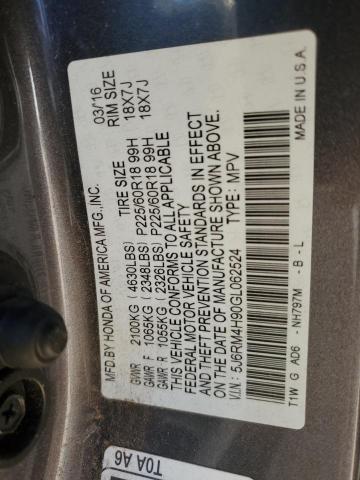 MFD.BY HONDA OF AMERICA MFG.,INC. 03/16
TIRE SIZE RIM SIZE
GVWR 2100KG (4630LBS)
GAWR F 1065KG (2348LBS) P225/60R18 99H 18X7J
GAWR R 1055KG (2326LBS) P225/60R18 99H 18X7J
THIS VEHICLE CONFORMS TO ALL APPLICABLE
FEDERAL MOTOR VEHICLE SAFETY BUMPER
AND THEFT PREVENTION STANDARDS IN EFFECT
ON THE DATE OF MANUFACTURE SHOWN ABOVE.
V.I.N.: 5J6RM4H90GL062524 TYPE: MPV
T1W G AD6 - NH797M - B - L MADE IN U.S.A.
T0A A6